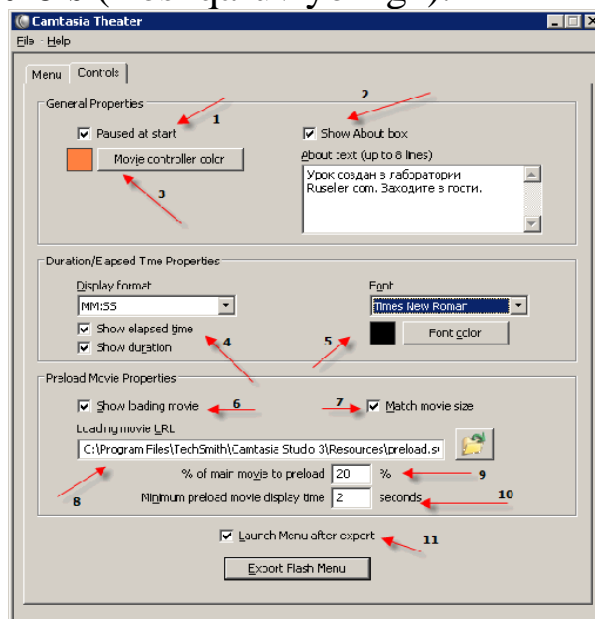 Camtasia Theater
File Help
Menu Controls
General Properties
2
1
Paused at start
Show About box
Movie controller color
About text (up to 8 lines)
3
Урок создан в лаборатории
Ruseler com. Заходите в гости.
Duration/Elapsed Time Properties
Display format
Font
MM:SS
Times New Roman
Show elapsed time
4
5
Font color
Show duration
Preload Movie Properties
Show loading movie
6
7
Match movie size
Loading movie URL
C:\Program Files\TechSmith\Camtasia Studio 3\Resources\preload.s
% of main movie to preload 20 %
9
8
Minimum preload movie display time 2 seconds
10
Launch Menu after export
11
Export Flash Menu